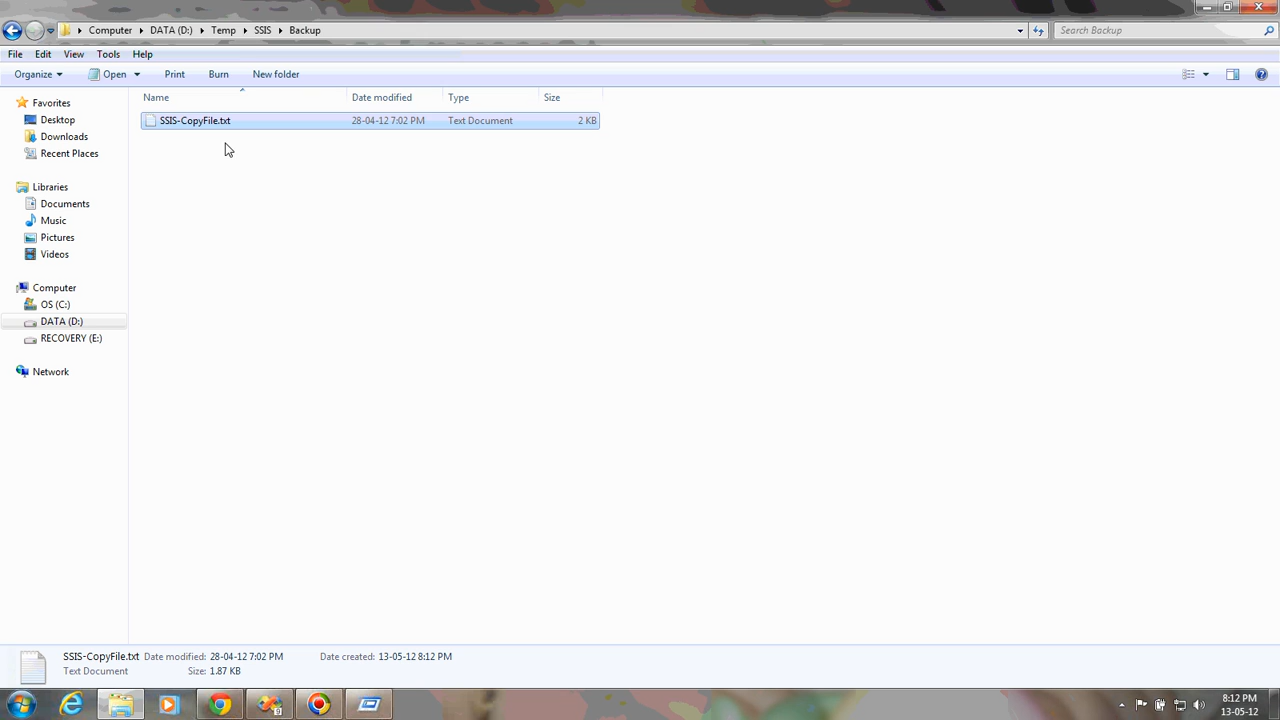 Computer DATA (D:) Temp SSIS Backup Search Backup
File Edit View Tools Help
Organize Open Print Burn New folder
Name Date modified Type Size
SSIS-CopyFile.txt 28-04-12 7:02 PM Text Document 2 KB
Favorites
Desktop
Downloads
Recent Places
Libraries
Documents
Music
Pictures
Videos
Computer
OS (C:)
DATA (D:)
RECOVERY (E:)
Network
SSIS-CopyFile.txt Date modified: 28-04-12 7:02 PM Date created: 13-05-12 8:12 PM
Text Document Size: 1.87 KB
8:12 PM
13-05-12